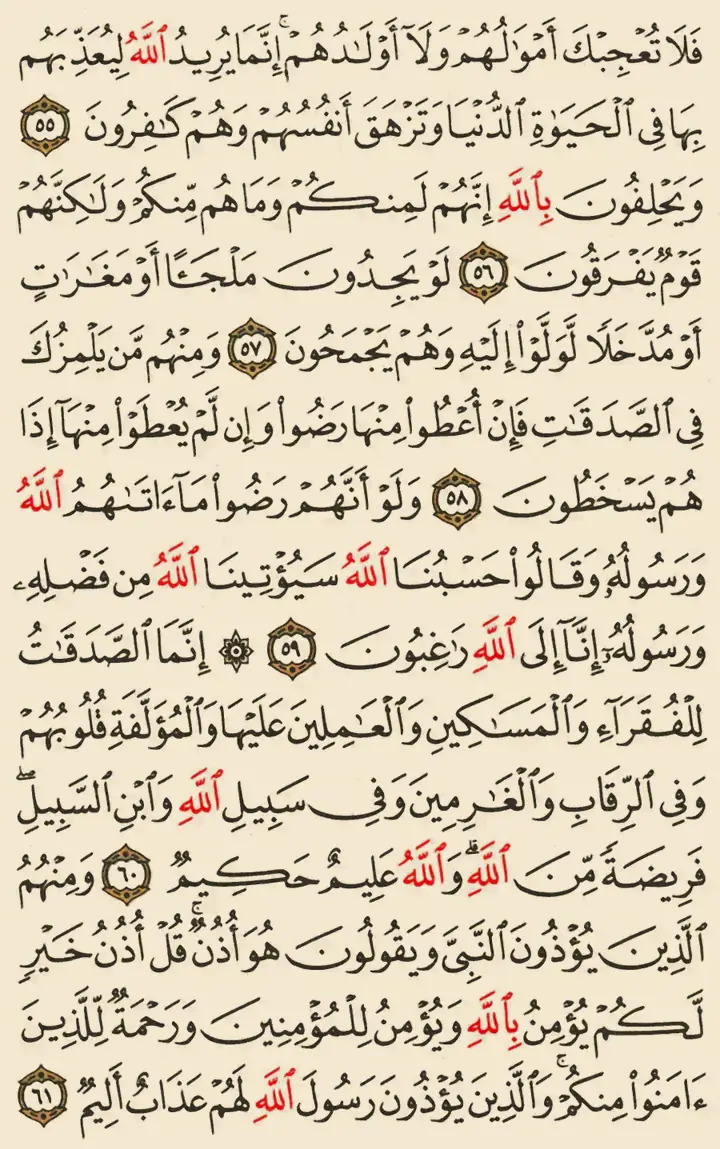 فَلَا تُعْجِبْكَ أَمْوَٰلُهُمْ وَلَآ أَوْلَٰدُهُمْ ۚ إِنَّمَا يُرِيدُ ٱللَّهُ لِيُعَذِّبَهُم
بِهَا فِى ٱلْحَيَوٰةِ ٱلدُّنْيَا وَتَزْهَقَ أَنفُسُهُمْ وَهُمْ كَٰفِرُونَ ٥٥
وَيَحْلِفُونَ بِٱللَّهِ إِنَّهُمْ لَمِنكُمْ وَمَا هُم مِّنكُمْ وَلَٰكِنَّهُمْ
قَوْمٌ يَفْرَقُونَ ٥٦ لَوْ يَجِدُونَ مَلْجَـًٔا أَوْ مَغَٰرَٰتٍ
أَوْ مُدَّخَلًا لَّوَلَّوْا۟ إِلَيْهِ وَهُمْ يَجْمَحُونَ ٥٧ وَمِنْهُم مَّن يَلْمِزُكَ
فِى ٱلصَّدَقَٰتِ فَإِنْ أُعْطُوا۟ مِنْهَا رَضُوا۟ وَإِن لَّمْ يُعْطَوْا۟ مِنْهَآ إِذَا
هُمْ يَسْخَطُونَ ٥٨ وَلَوْ أَنَّهُمْ رَضُوا۟ مَآ ءَاتَىٰهُمُ ٱللَّهُ
وَرَسُولُهُۥ وَقَالُوا۟ حَسْبُنَا ٱللَّهُ سَيُؤْتِينَا ٱللَّهُ مِن فَضْلِهِۦ
وَرَسُولُهُۥٓ إِنَّآ إِلَى ٱللَّهِ رَٰغِبُونَ ٥٩ ۞ إِنَّمَا ٱلصَّدَقَٰتُ
لِلْفُقَرَآءِ وَٱلْمَسَٰكِينِ وَٱلْعَٰمِلِينَ عَلَيْهَا وَٱلْمُؤَلَّفَةِ قُلُوبُهُمْ
وَفِى ٱلرِّقَابِ وَٱلْغَٰرِمِينَ وَفِى سَبِيلِ ٱللَّهِ وَٱبْنِ ٱلسَّبِيلِ ۖ
فَرِيضَةً مِّنَ ٱللَّهِ ۗ وَٱللَّهُ عَلِيمٌ حَكِيمٌ ٦٠ وَمِنْهُمُ
ٱلَّذِينَ يُؤْذُونَ ٱلنَّبِىَّ وَيَقُولُونَ هُوَ أُذُنٌ ۚ قُلْ أُذُنُ خَيْرٍ
لَّكُمْ يُؤْمِنُ بِٱللَّهِ وَيُؤْمِنُ لِلْمُؤْمِنِينَ وَرَحْمَةٌ لِّلَّذِينَ
ءَامَنُوا۟ مِنكُمْ ۚ وَٱلَّذِينَ يُؤْذُونَ رَسُولَ ٱللَّهِ لَهُمْ عَذَابٌ أَلِيمٌ ٦١